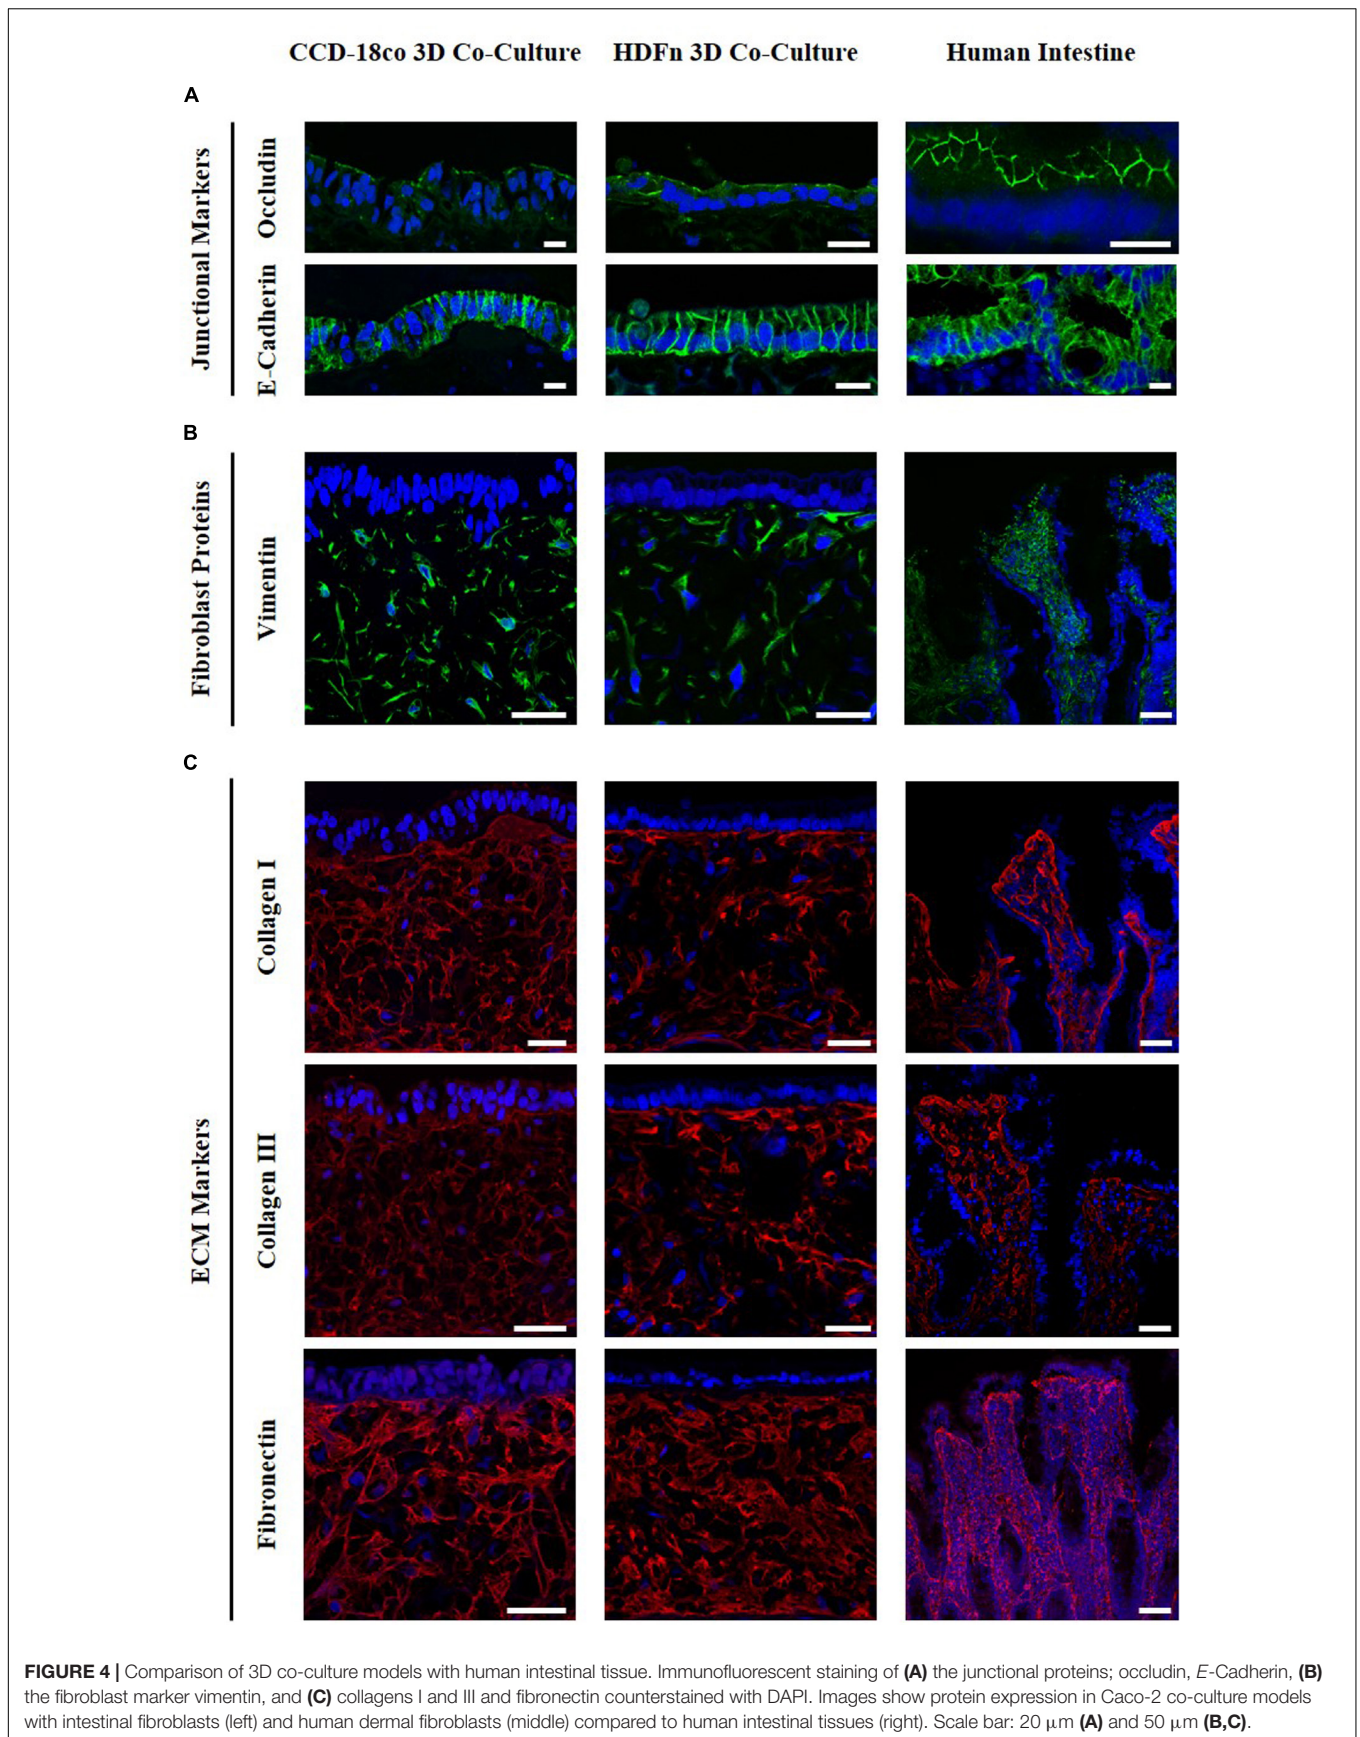 CCD-18co 3D Co-Culture HDFn 3D Co-Culture Human Intestine
A
Junctional Markers
Occludin
E-Cadherin
B
Fibroblast Proteins
Vimentin
C
ECM Markers
Collagen I
Collagen III
Fibronectin
FIGURE 4 | Comparison of 3D co-culture models with human intestinal tissue. Immunofluorescent staining of (A) the junctional proteins; occludin, E-Cadherin, (B)
the fibroblast marker vimentin, and (C) collagens I and III and fibronectin counterstained with DAPI. Images show protein expression in Caco-2 co-culture models
with intestinal fibroblasts (left) and human dermal fibroblasts (middle) compared to human intestinal tissues (right). Scale bar: 20 μm (A) and 50 μm (B,C).